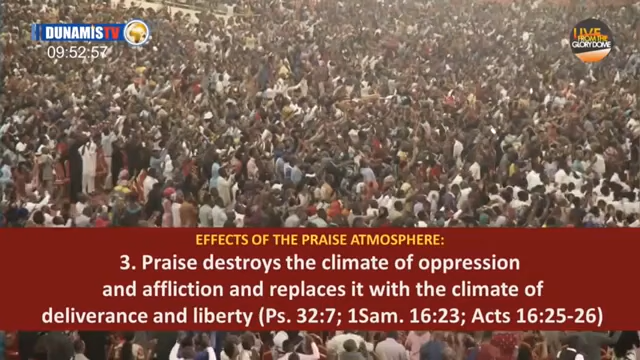 DUNAMIS TV
09:52:57
LIVE
FROM THE
GLORY DOME
EFFECTS OF THE PRAISE ATMOSPHERE:
3. Praise destroys the climate of oppression
and affliction and replaces it with the climate of
deliverance and liberty (Ps. 32:7; 1Sam. 16:23; Acts 16:25-26)